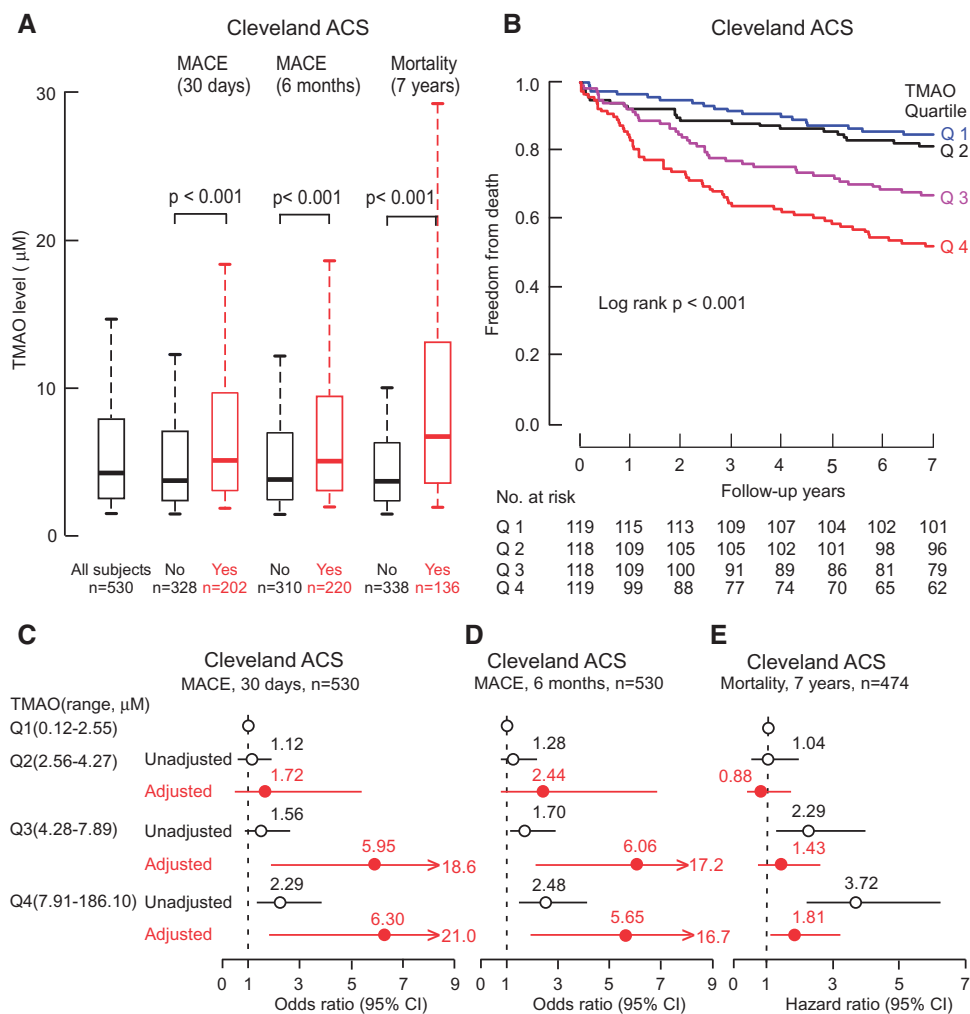 A
Cleveland ACS
MACE
(30 days)
MACE
(6 months)
Mortality
(7 years)
TMAO level ( μM)
30
20
10
0
p < 0.001
p < 0.001
p< 0.001
All subjects
n=530
No
n=328
Yes
n=202
No
n=310
Yes
n=220
No
n=338
Yes
n=136
B
Cleveland ACS
Freedom from death
1.0
0.8
0.6
0.4
0.2
0.0
TMAO
Quartile
Q 1
Q 2
Q 3
Q 4
Log rank p < 0.001
0 1 2 3 4 5 6 7
Follow-up years
No. at risk
Q 1 119 115 113 109 107 104 102 101
Q 2 118 109 105 105 102 101 98 96
Q 3 118 109 100 91 89 86 81 79
Q 4 119 99 88 77 74 70 65 62
C
Cleveland ACS
MACE, 30 days, n=530
TMAO(range, μM)
Q1(0.12-2.55)
Q2(2.56-4.27) Unadjusted 1.12
Adjusted 1.72
Q3(4.28-7.89) Unadjusted 1.56
Adjusted 5.95 18.6
Q4(7.91-186.10) Unadjusted 2.29
Adjusted 6.30 21.0
0 1 3 5 7 9
Odds ratio (95% CI)
D
Cleveland ACS
MACE, 6 months, n=530
1.28
2.44
1.70
6.06 17.2
2.48
5.65 16.7
0 1 3 5 7 9
Odds ratio (95% CI)
E
Cleveland ACS
Mortality, 7 years, n=474
1.04
0.88
2.29
1.43
3.72
1.81
0 1 3 5 7
Hazard ratio (95% CI)